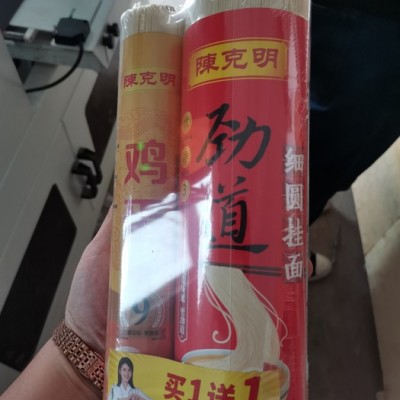 陳克明
鸡
陳克明
劲道
细圆挂面
买1送1